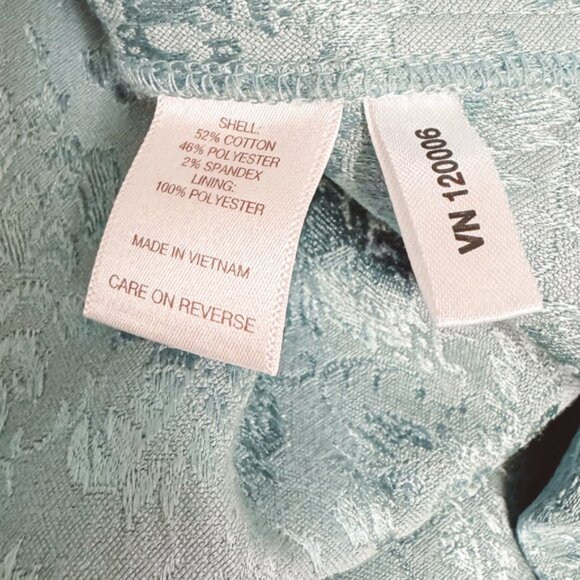 SHELL:
52% COTTON
46% POLYESTER
2% SPANDEX
LINING:
100% POLYESTER
MADE IN VIETNAM
CARE ON REVERSE
VN 120006